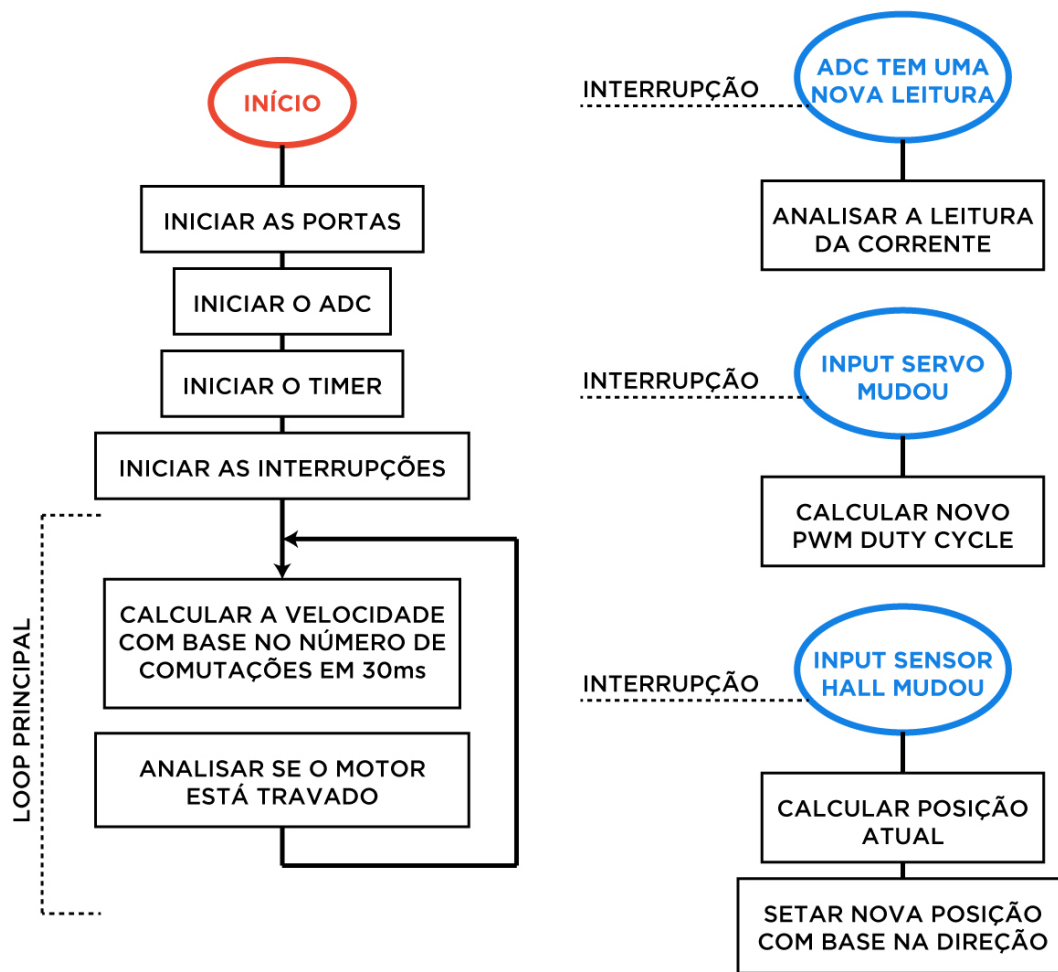 INÍCIO
INICIAR AS PORTAS
INICIAR O ADC
INICIAR O TIMER
INICIAR AS INTERRUPÇÕES
LOOP PRINCIPAL
CALCULAR A VELOCIDADE
COM BASE NO NÚMERO DE
COMUTAÇÕES EM 30ms
ANALISAR SE O MOTOR
ESTÁ TRAVADO
INTERRUPÇÃO
ADC TEM UMA
NOVA LEITURA
ANALISAR A LEITURA
DA CORRENTE
INTERRUPÇÃO
INPUT SERVO
MUDOU
CALCULAR NOVO
PWM DUTY CYCLE
INTERRUPÇÃO
INPUT SENSOR
HALL MUDOU
CALCULAR POSIÇÃO
ATUAL
SETAR NOVA POSIÇÃO
COM BASE NA DIREÇÃO